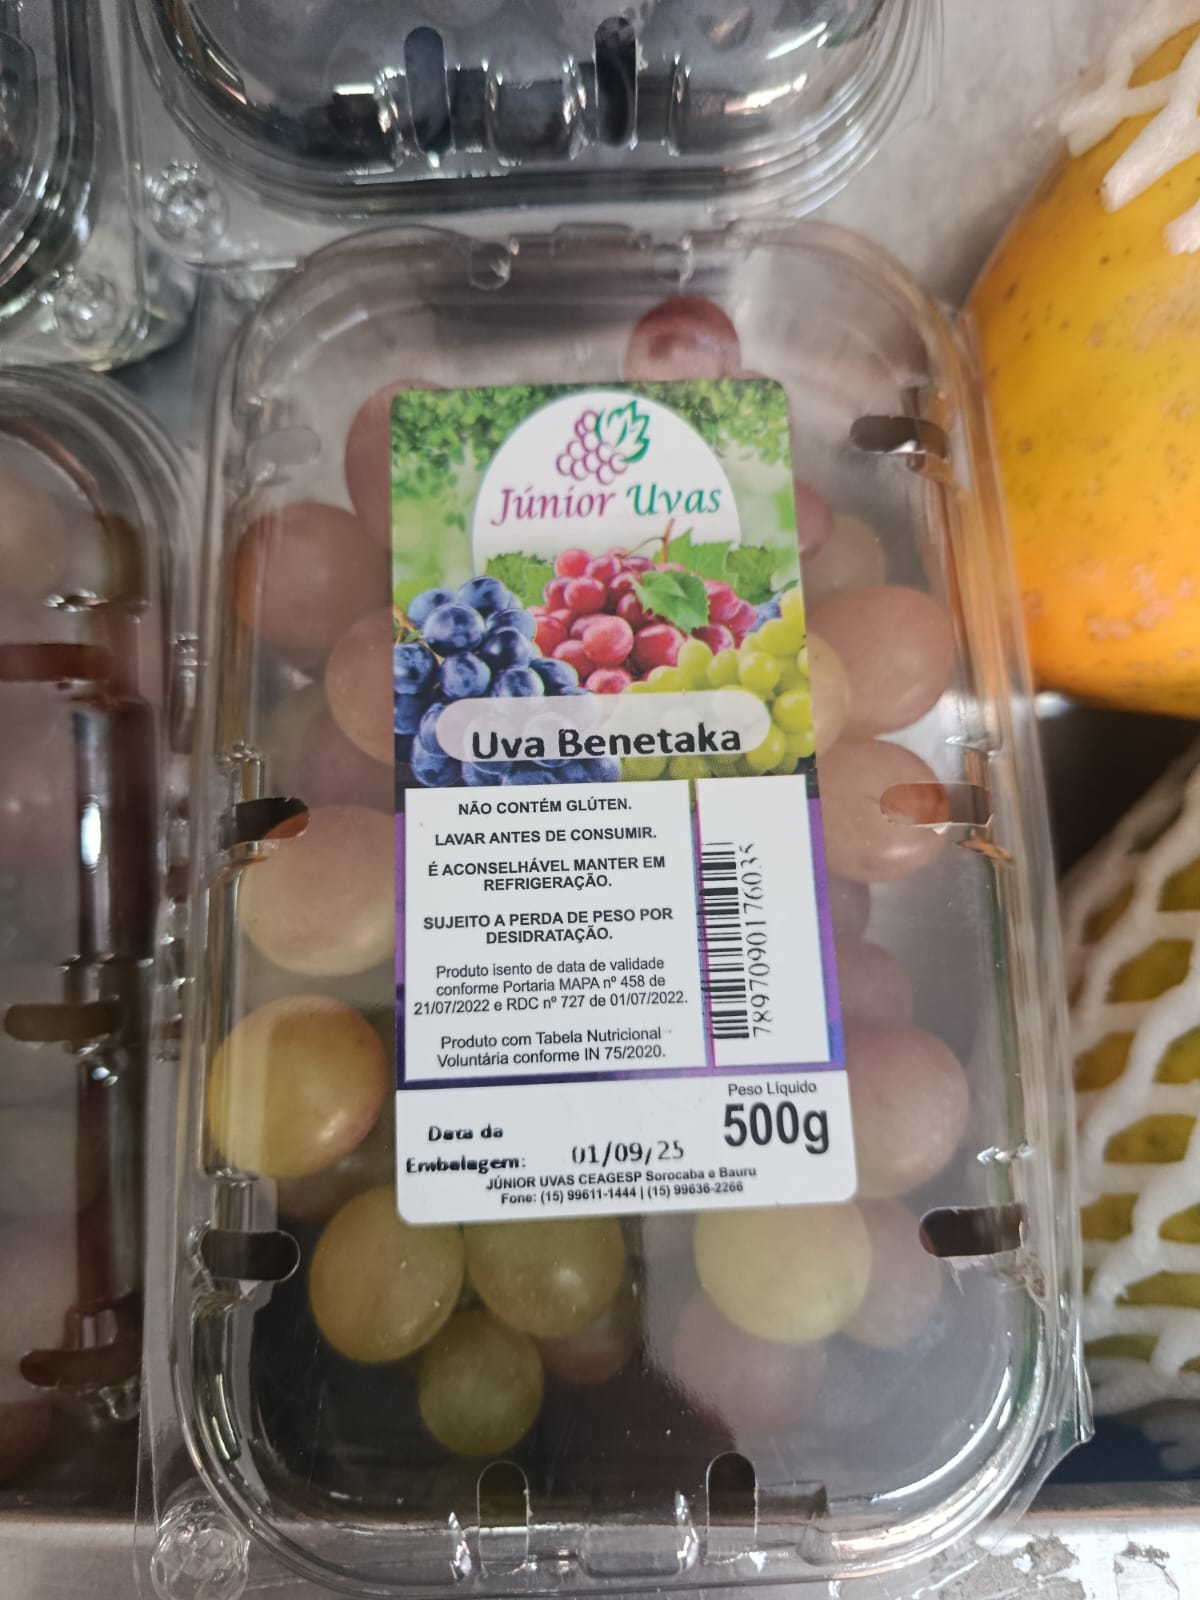 Júnior Uvas
Uva Benetaka
NÃO CONTÉM GLÚTEN.
LAVAR ANTES DE CONSUMIR.
É ACONSELHÁVEL MANTER EM
REFRIGERAÇÃO.
SUJEITO A PERDA DE PESO POR
DESIDRATAÇÃO.
Produto isento de data de validade
conforme Portaria MAPA nº 458 de
21/07/2022 e RDC nº 727 de 01/07/2022.
Produto com Tabela Nutricional
Voluntária conforme IN 75/2020.
7897090176035
Peso Líquido
500g
Data da
Embalagem: 01/09/25
JÚNIOR UVAS CEAGESP Sorocaba e Bauru
Fone: (15) 99611-1444 | (15) 99636-2266